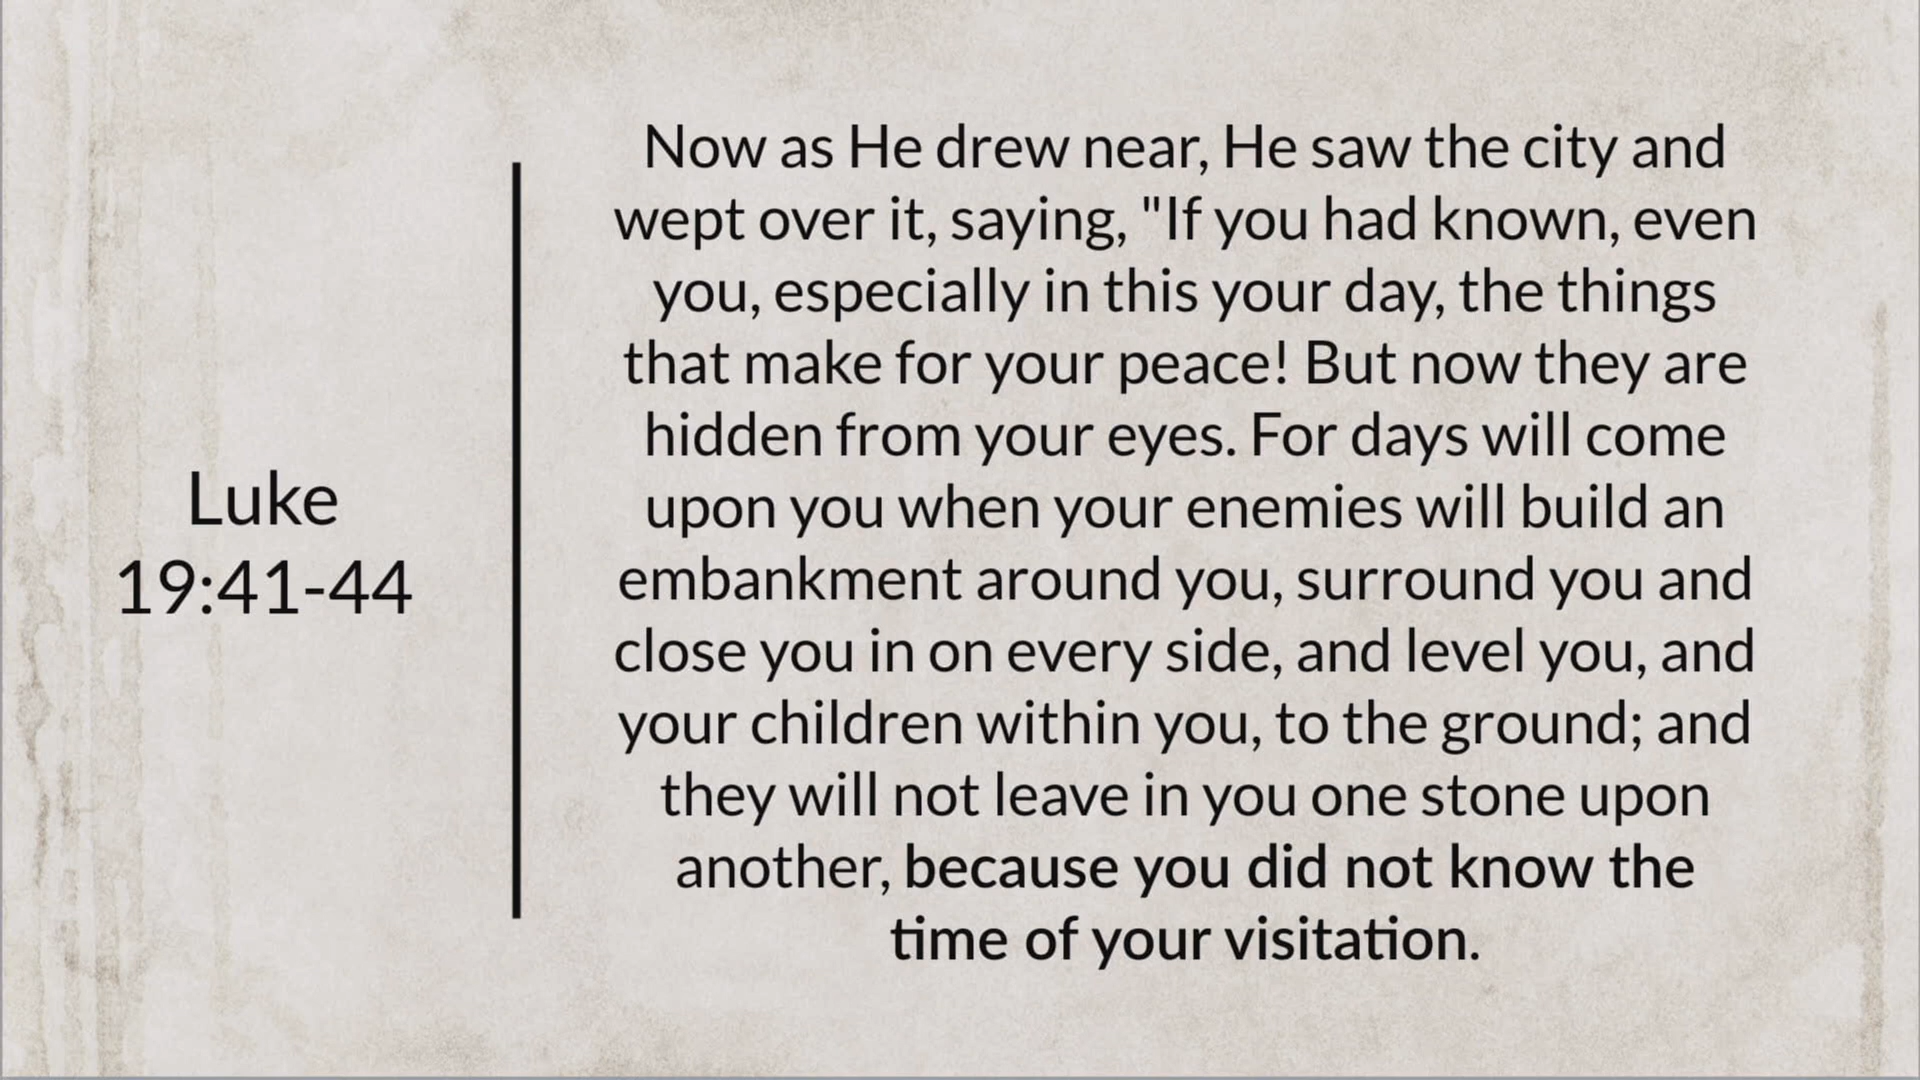 Luke
19:41-44
Now as He drew near, He saw the city and
wept over it, saying, "If you had known, even
you, especially in this your day, the things
that make for your peace! But now they are
hidden from your eyes. For days will come
upon you when your enemies will build an
embankment around you, surround you and
close you in on every side, and level you, and
your children within you, to the ground; and
they will not leave in you one stone upon
another, because you did not know the
time of your visitation.